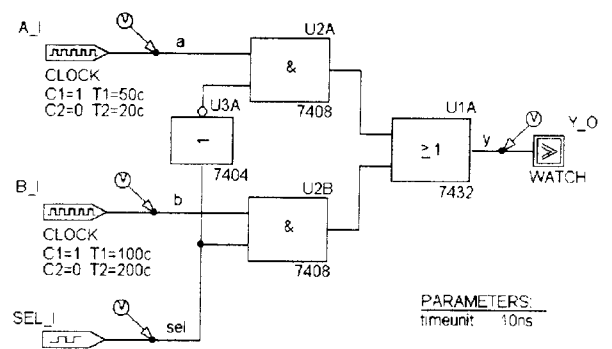 A_I
V
a
U2A
&
7408
CLOCK
C1=1 T1=50c
C2=0 T2=20c
U3A
1
7404
U1A
≥1
7432
y
V
Y_O
WATCH
B_I
V
b
U2B
&
7408
CLOCK
C1=1 T1=100c
C2=0 T2=200c
SEL_I
V
sel
PARAMETERS:
timeunit 10ns